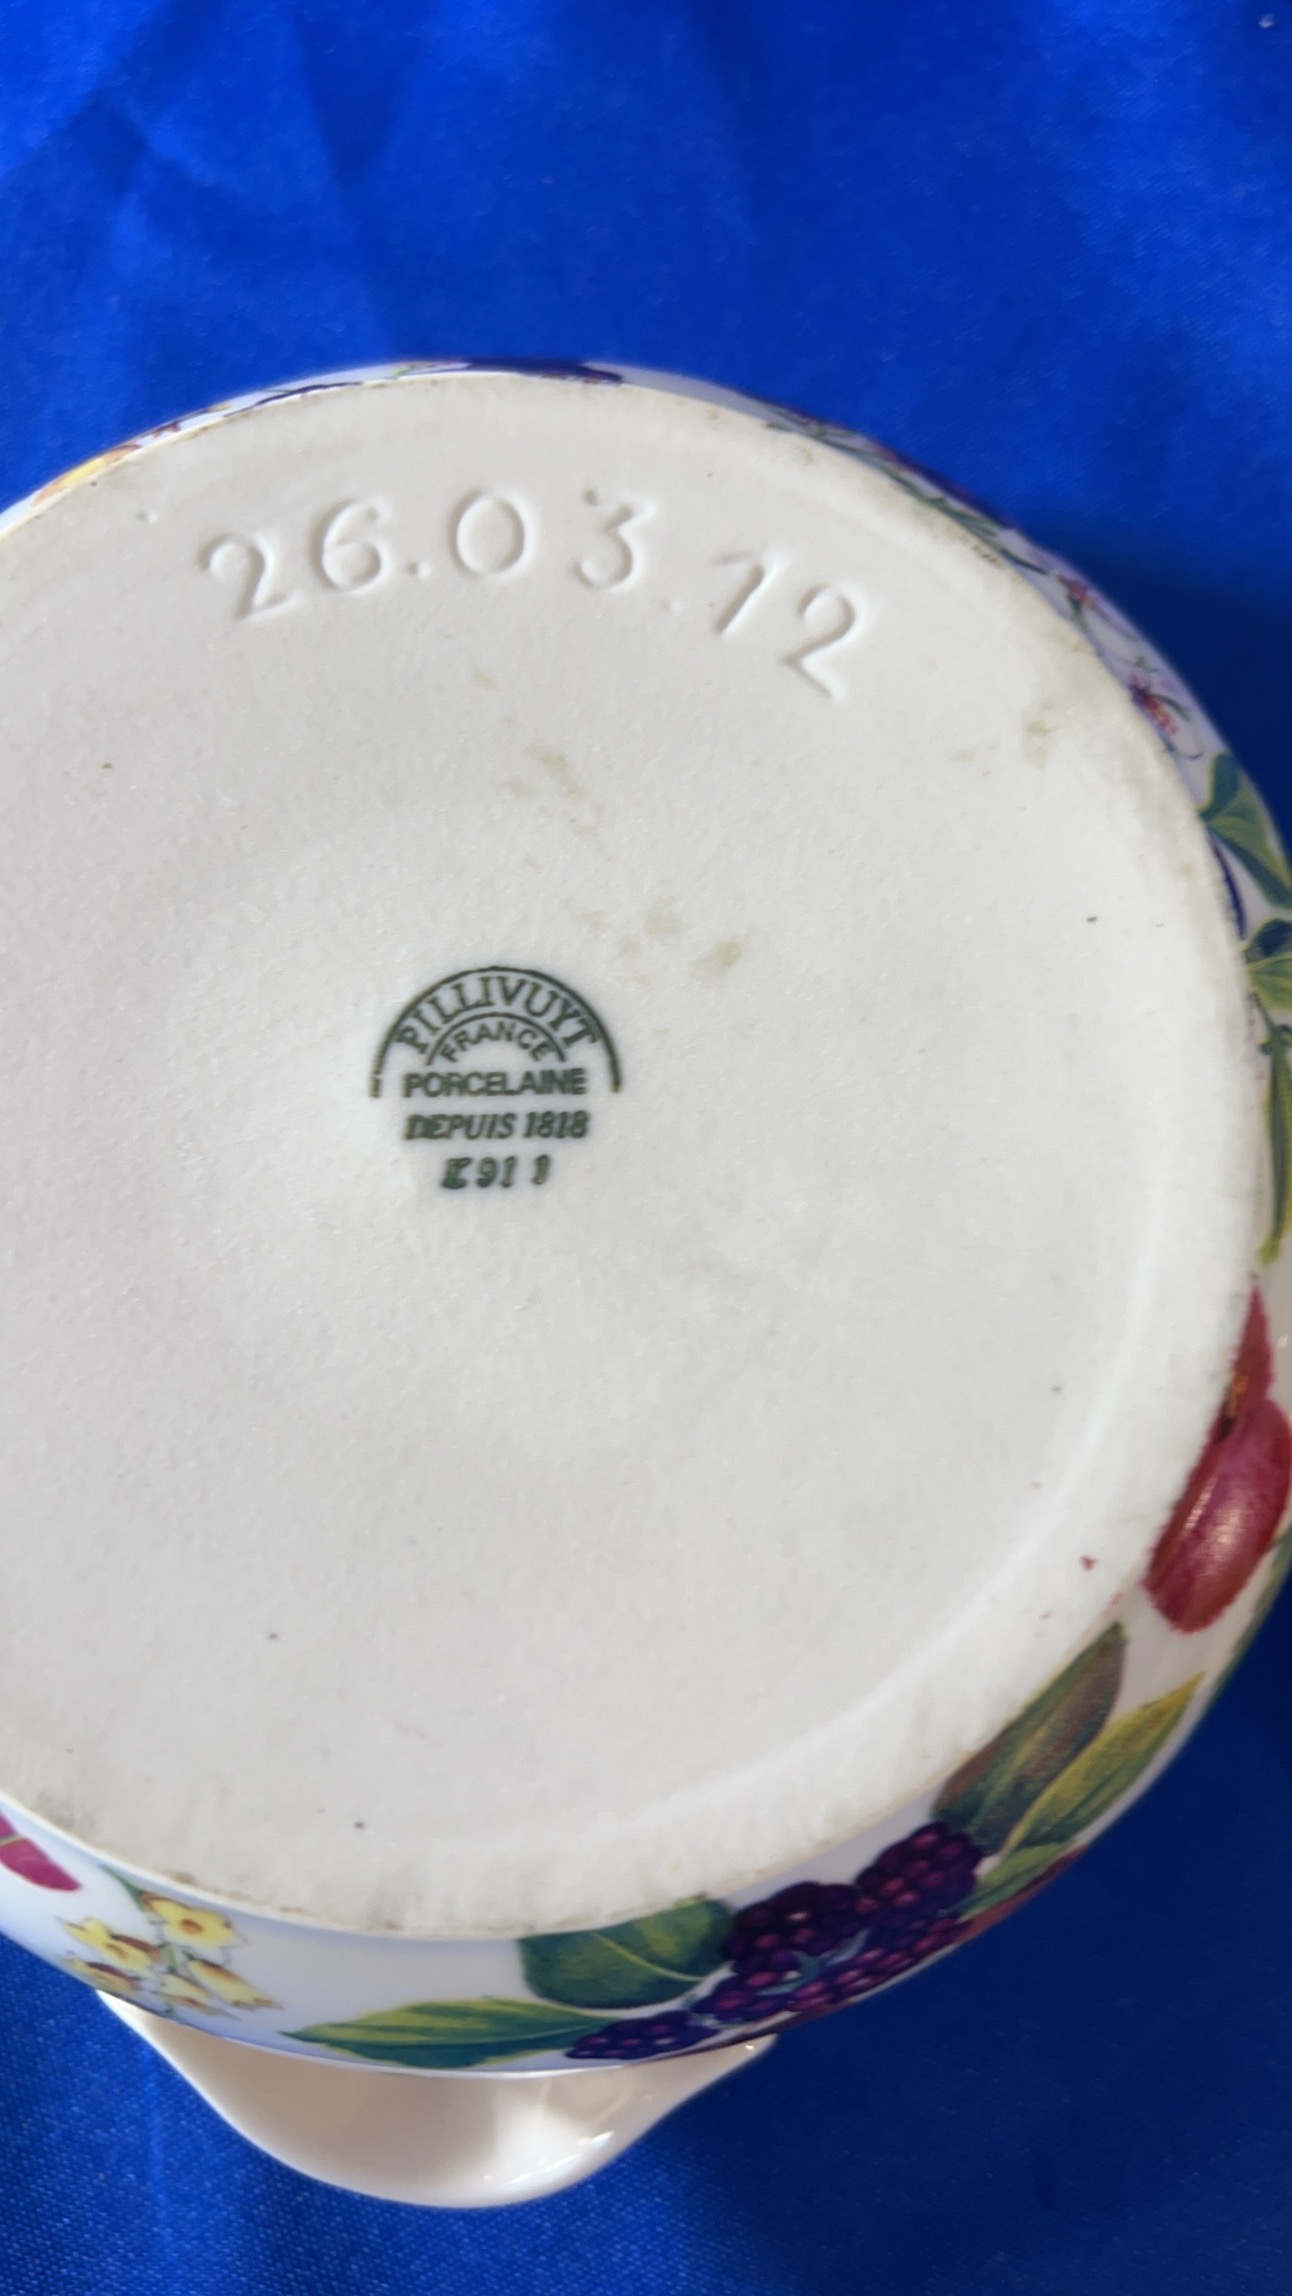 26.03.12
PILLIVUYT
FRANCE
PORCELAINE
DEPUIS 1818